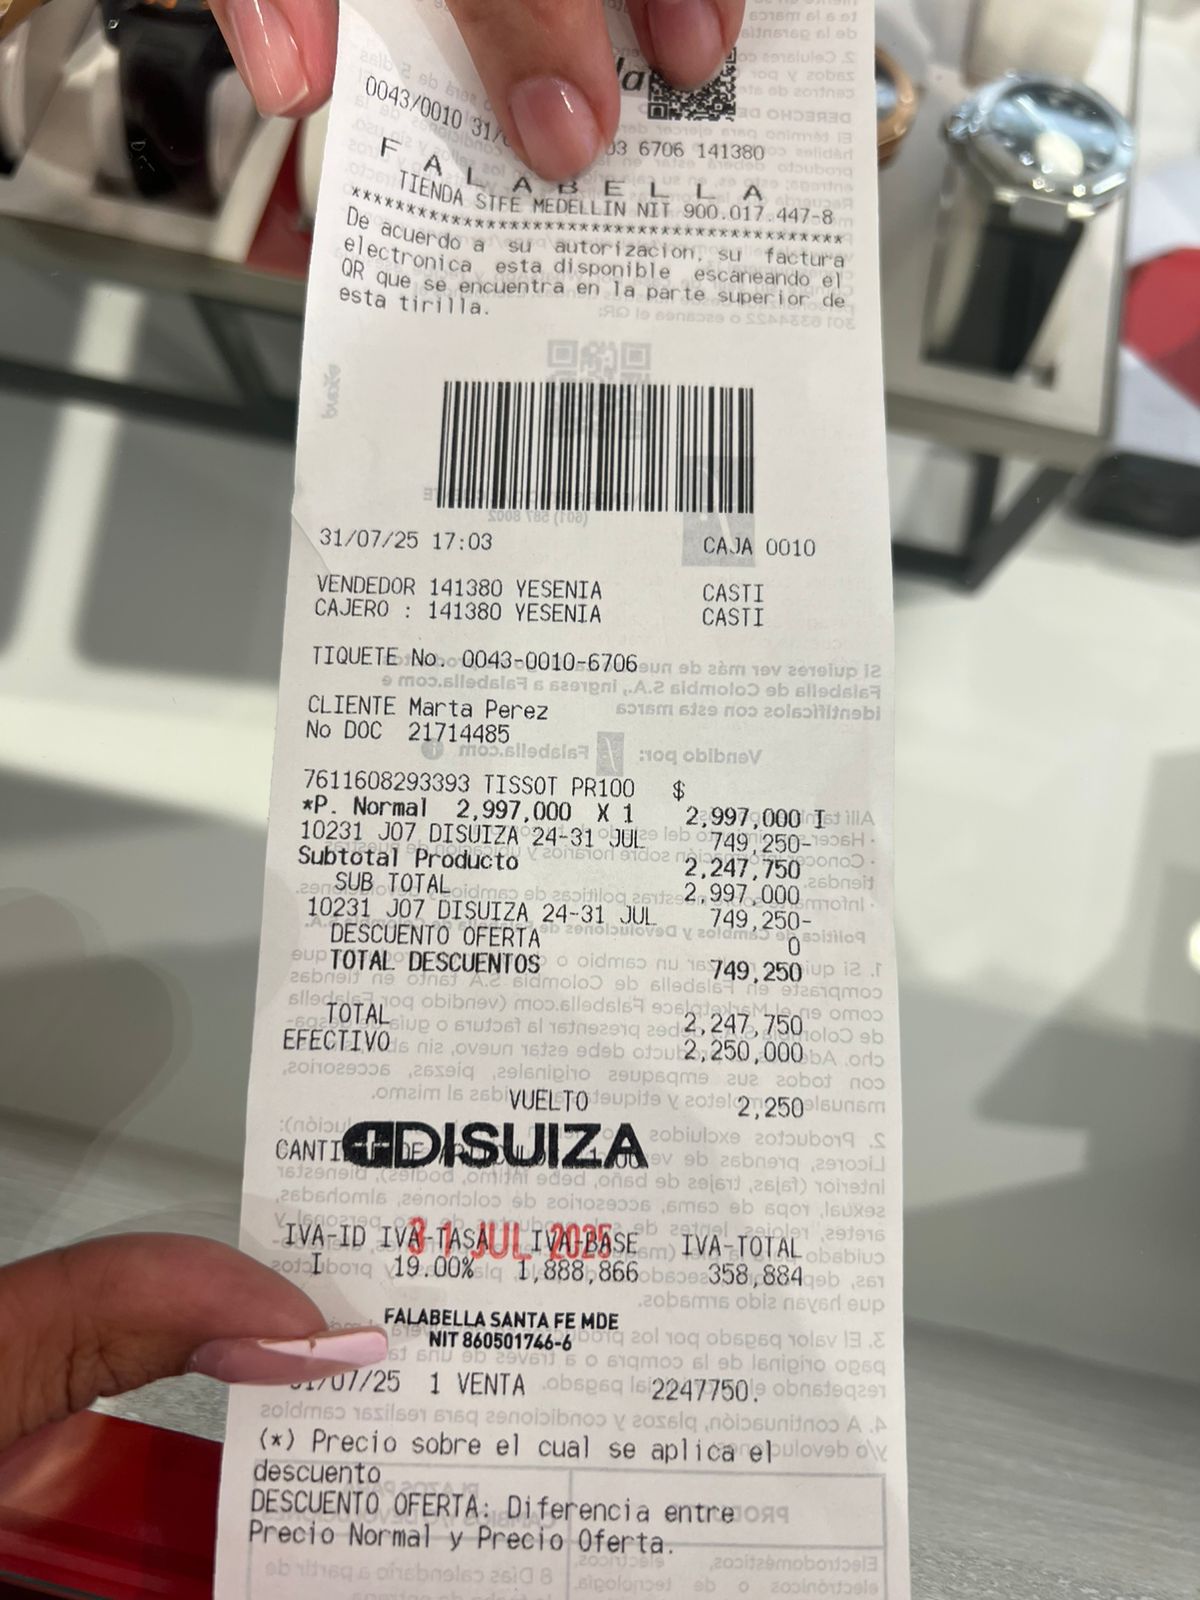 0043/0010 31/
03 6706 141380
F A L A B E L L A
TIENDA STFE MEDELLIN NIT 900.017.447-8
De acuerdo a su autorizacion, su factura
electronica esta disponible escaneando el
QR que se encuentra en la parte superior de
esta tirilla.
31/07/25 17:03 CAJA 0010
VENDEDOR 141380 YESENIA CASTI
CAJERO : 141380 YESENIA CASTI
TIQUETE No. 0043-0010-6706
CLIENTE Marta Perez
No DOC 21714485
7611608293393 TISSOT PR100 $
*P. Normal 2,997,000 X 1 2,997,000 I
10231 J07 DISUIZA 24-31 JUL 749,250-
Subtotal Producto 2,247,750
SUB TOTAL 2,997,000
10231 J07 DISUIZA 24-31 JUL 749,250-
DESCUENTO OFERTA 0
TOTAL DESCUENTOS 749,250
TOTAL 2,247,750
EFECTIVO 2,250,000
VUELTO 2,250
DISUIZA
31 JUL 2025
IVA-ID IVA-TASA IVA-BASE IVA-TOTAL
I 19.00% 1,888,866 358,884
FALABELLA SANTA FE MDE
NIT 860501746-6
31/07/25 1 VENTA 2247750.
(*) Precio sobre el cual se aplica el
descuento
DESCUENTO OFERTA: Diferencia entre
Precio Normal y Precio Oferta.